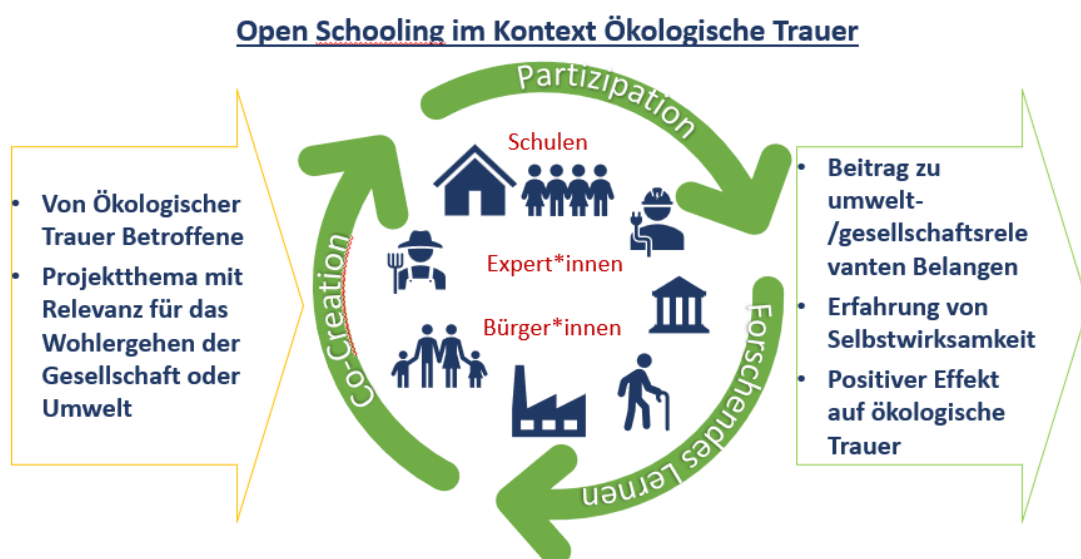 Open Schooling im Kontext Ökologische Trauer
• Von Ökologischer
Trauer Betroffene
• Projektthema mit
Relevanz für das
Wohlergehen der
Gesellschaft oder
Umwelt
Co-Creation
Partizipation
Forschendes Lernen
Schulen
Expert*innen
Bürger*innen
• Beitrag zu
umwelt-
/gesellschaftsrele
vanten Belangen
• Erfahrung von
Selbstwirksamkeit
• Positiver Effekt
auf ökologische
Trauer